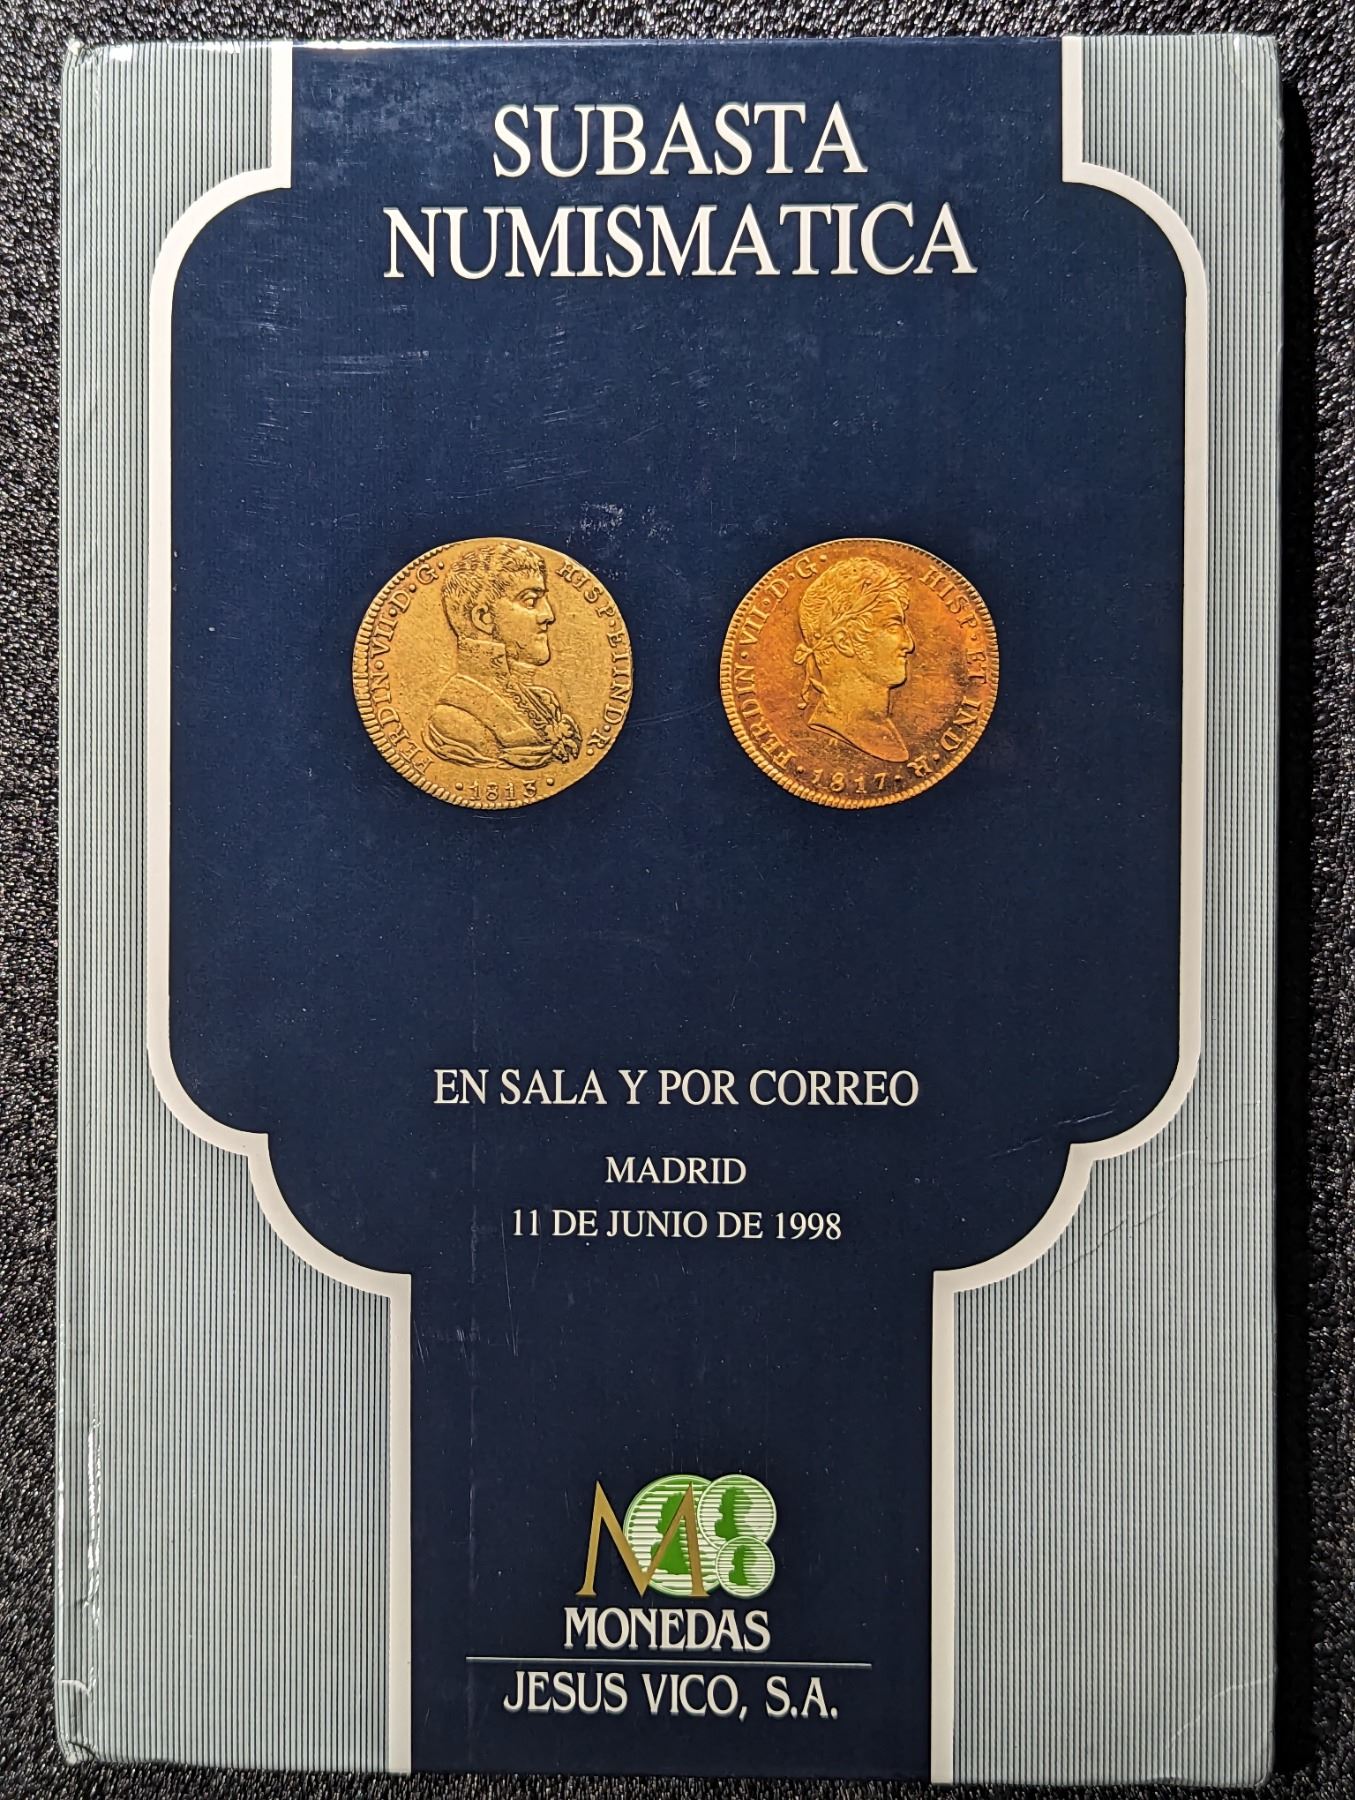 SUBASTA
NUMISMATICA
FERDIN·VII·D·G· HISP·ET IND·R·
·1813·
FERDIN·VII·D·G· HISP·ET IND·R·
·1817·
EN SALA Y POR CORREO
MADRID
11 DE JUNIO DE 1998
M
MONEDAS
JESUS VICO, S.A.